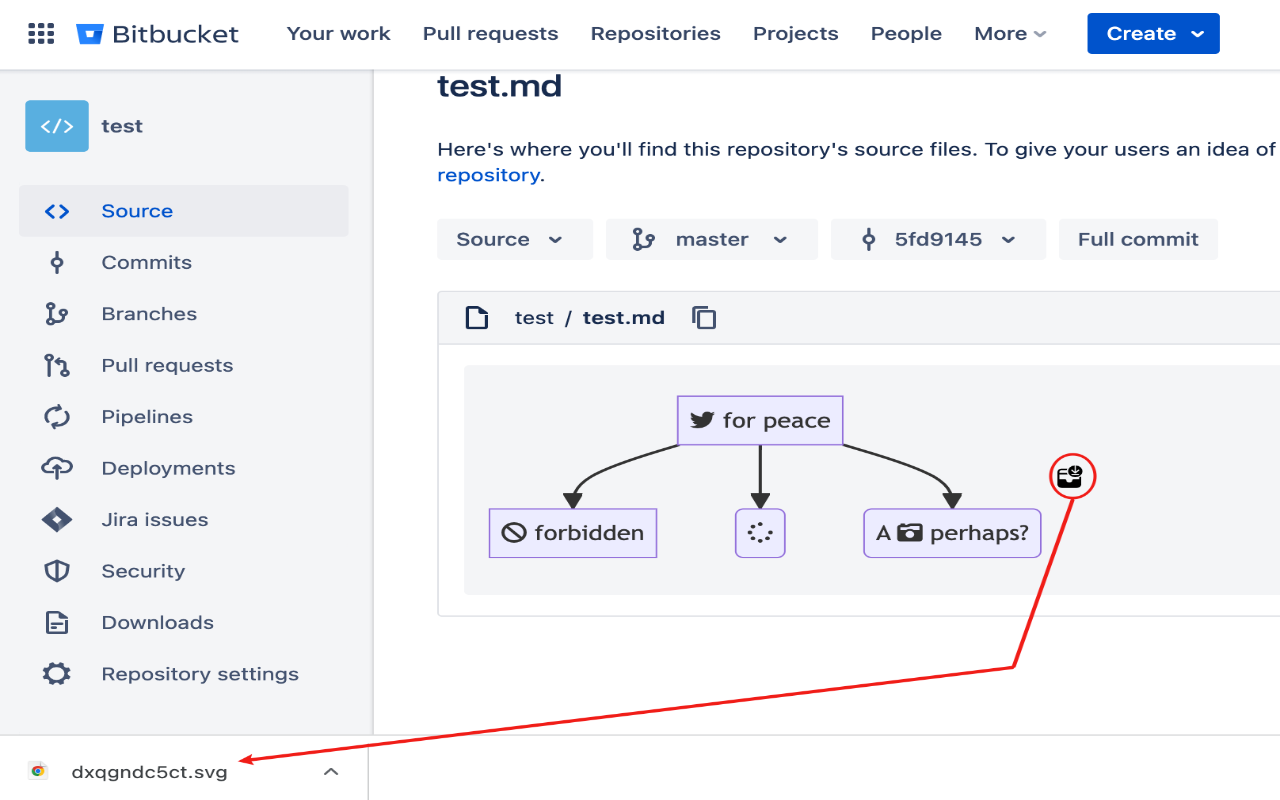 Bitbucket Your work Pull requests Repositories Projects People More Create
test.md
</> test
Here's where you'll find this repository's source files. To give your users an idea of
repository.
Source
Commits
Branches
Pull requests
Pipelines
Deployments
Jira issues
Security
Downloads
Repository settings
Source master 5fd9145 Full commit
test / test.md
for peace
forbidden
A perhaps?
dxqgndc5ct.svg